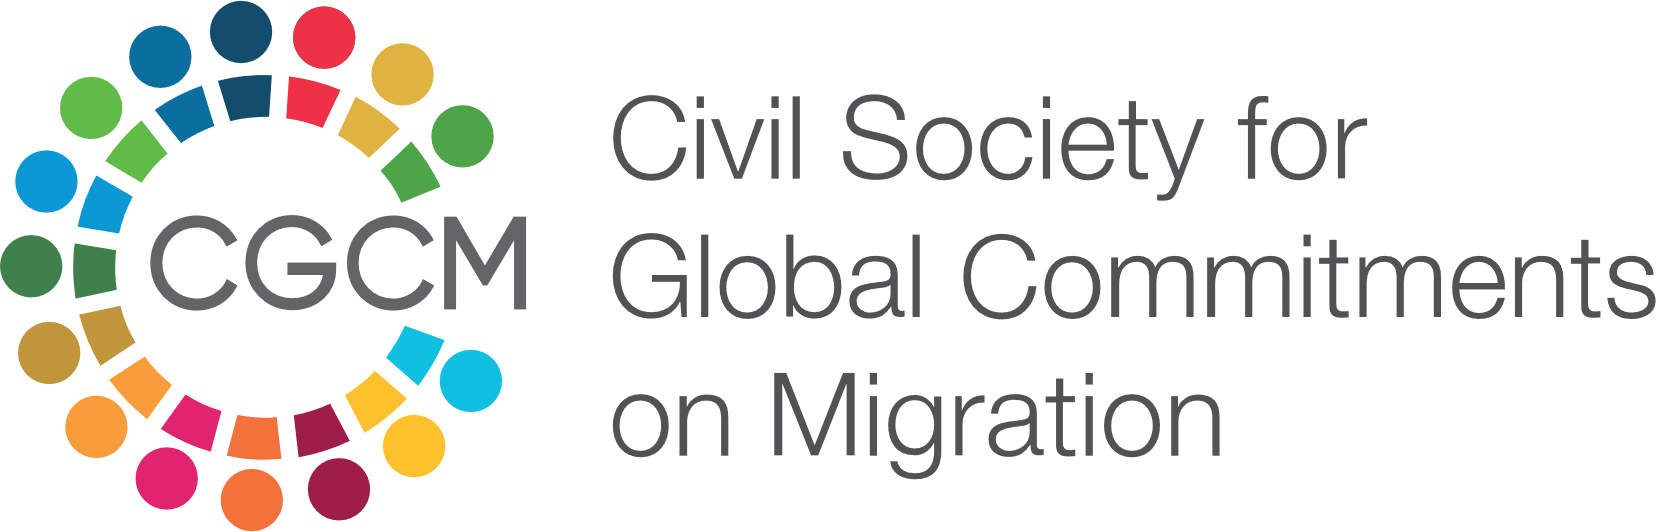 CGCM
Civil Society for
Global Commitments
on Migration